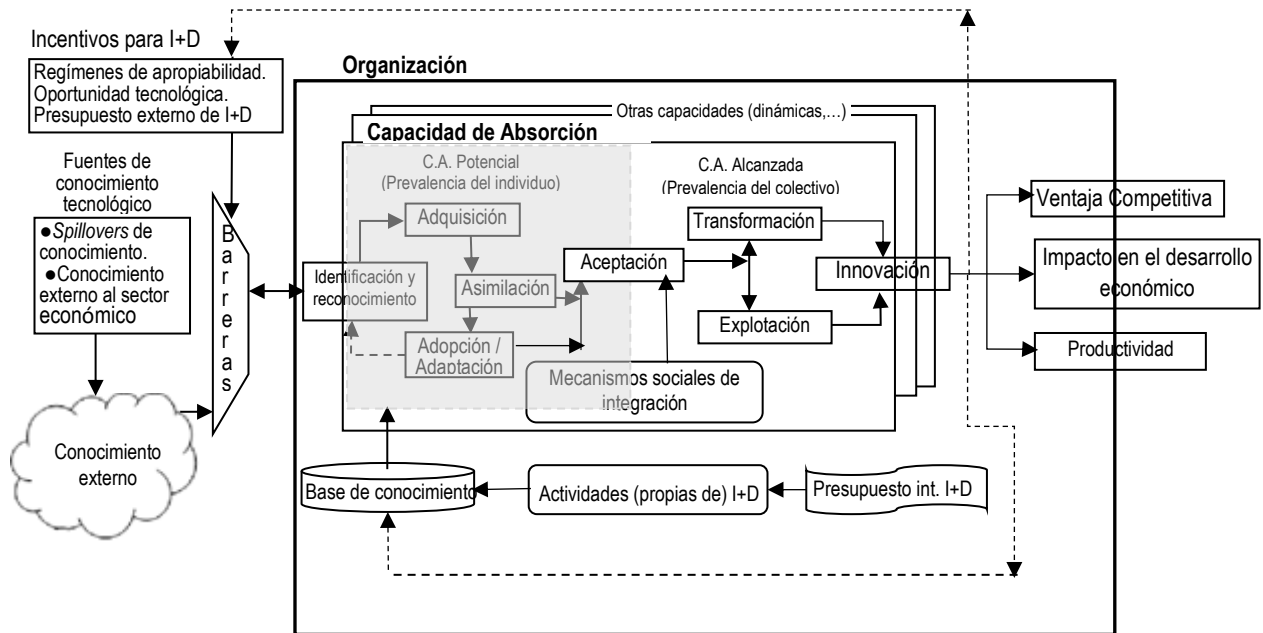 Incentivos para I+D
Regímenes de apropiabilidad.
Oportunidad tecnológica.
Presupuesto externo de I+D
Fuentes de
conocimiento
tecnológico
●Spillovers de
conocimiento.
●Conocimiento
externo al sector
económico
Conocimiento
externo
Barreras
Organización
Otras capacidades (dinámicas,…)
Capacidad de Absorción
C.A. Potencial
(Prevalencia del individuo)
C.A. Alcanzada
(Prevalencia del colectivo)
Adquisición
Transformación
Identificación y
reconocimiento
Asimilación
Aceptación
Innovación
Adopción /
Adaptación
Explotación
Mecanismos sociales de
integración
Base de conocimiento
Actividades (propias de) I+D
Presupuesto int. I+D
Ventaja Competitiva
Impacto en el desarrollo
económico
Productividad